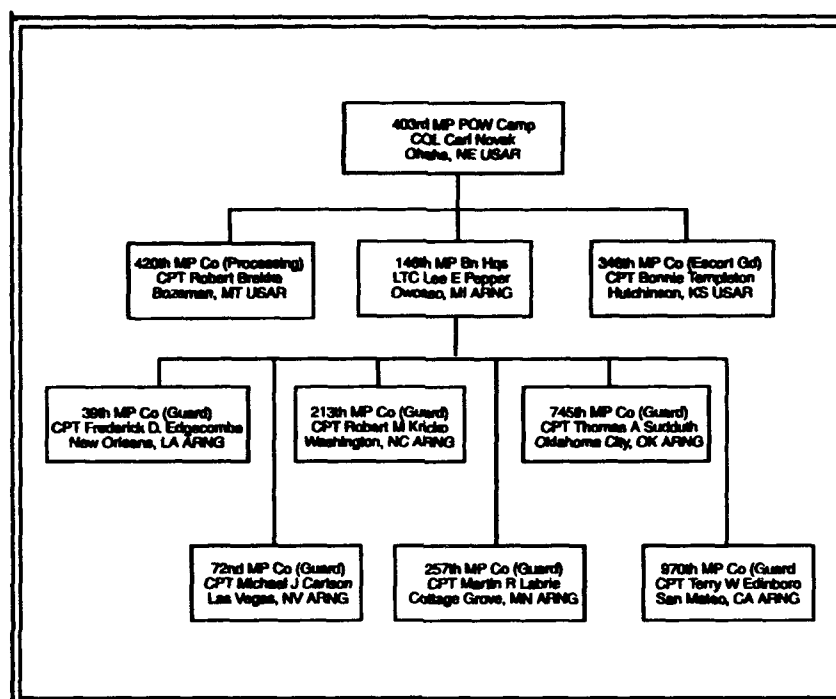 403rd MP POW Camp
COL Carl Novak
Omaha, NE USAR
420th MP Co (Processing)
CPT Robert Brekke
Bozeman, MT USAR
146th MP Bn Hqs
LTC Lee E Pepper
Owosso, MI ARNG
346th MP Co (Escort Gd)
CPT Bonnie Templeton
Hutchinson, KS USAR
39th MP Co (Guard)
CPT Frederick D. Edgecombe
New Orleans, LA ARNG
213th MP Co (Guard)
CPT Robert M Kricko
Washington, NC ARNG
745th MP Co (Guard)
CPT Thomas A Sudduth
Oklahoma City, OK ARNG
72nd MP Co (Guard)
CPT Michael J Carlson
Las Vegas, NV ARNG
257th MP Co (Guard)
CPT Martin R Labrie
Cottage Grove, MN ARNG
970th MP Co (Guard
CPT Terry W Edinboro
San Mateo, CA ARNG